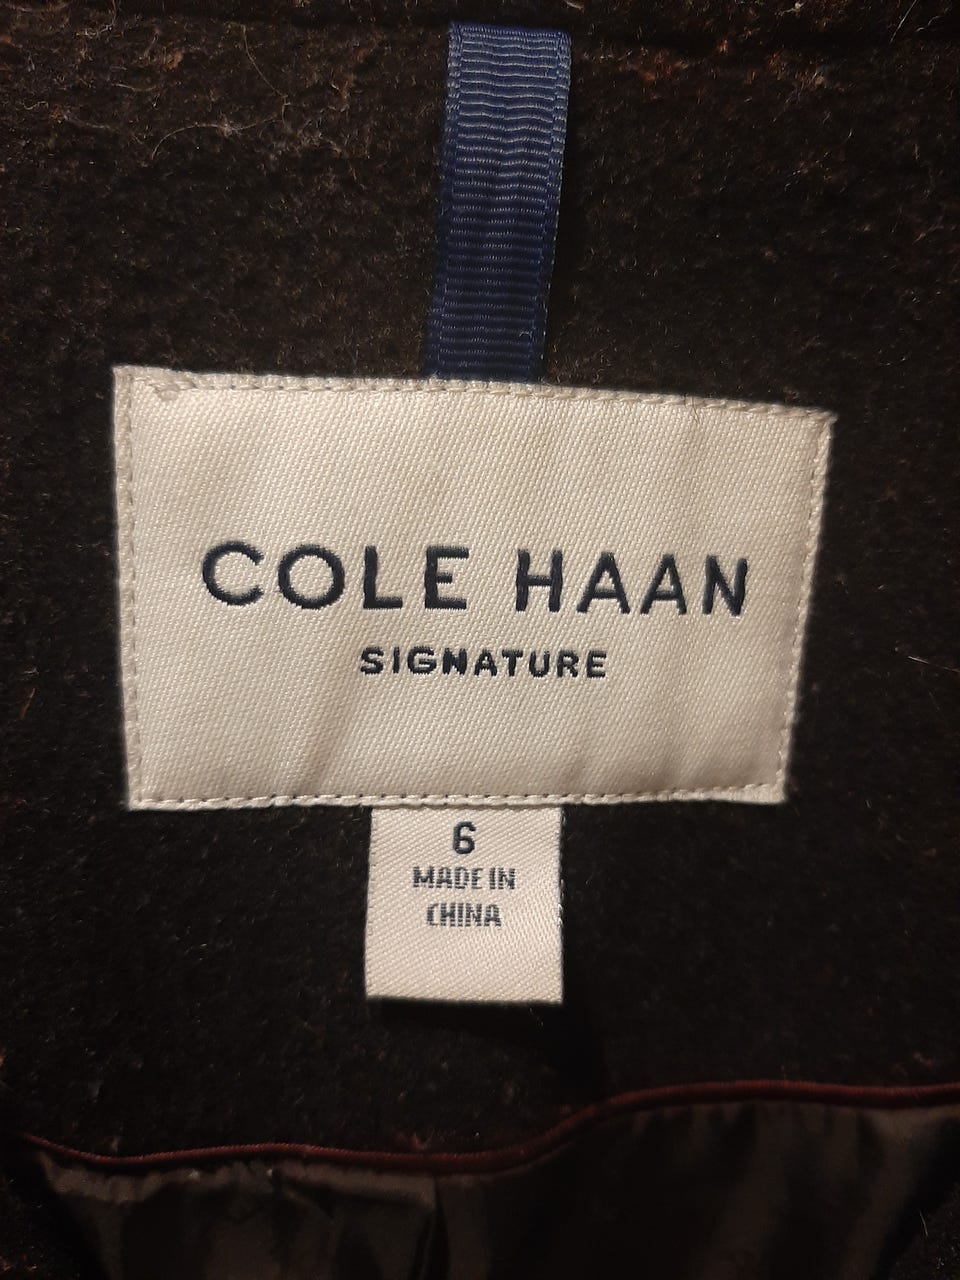 COLE HAAN
SIGNATURE
6
MADE IN
CHINA